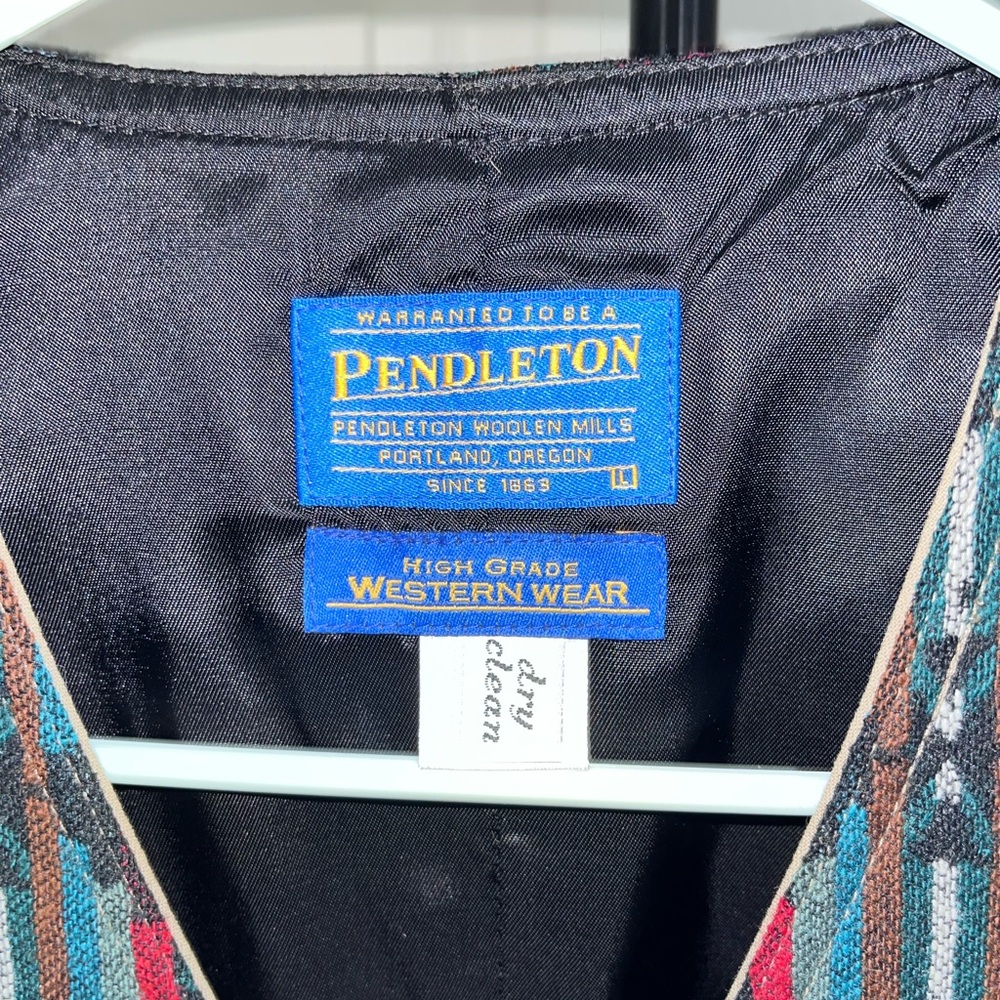 WARRANTED TO BE A
PENDLETON
PENDLETON WOOLEN MILLS
PORTLAND, OREGON
SINCE 1863 L
HIGH GRADE
WESTERN WEAR
dry
clean